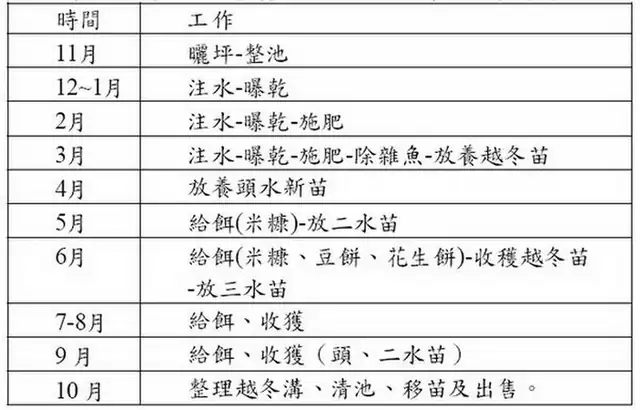 時間 工作
11月 曬坪-整池
12~1月 注水-曝乾
2月 注水-曝乾-施肥
3月 注水-曝乾-施肥-除雜魚-放養越冬苗
4月 放養頭水新苗
5月 給餌(米糠)-放二水苗
6月 給餌(米糠、豆餅、花生餅)-收穫越冬苗
-放三水苗
7-8月 給餌、收獲
9 月 給餌、收獲（頭、二水苗）
10 月 整理越冬溝、清池、移苗及出售。